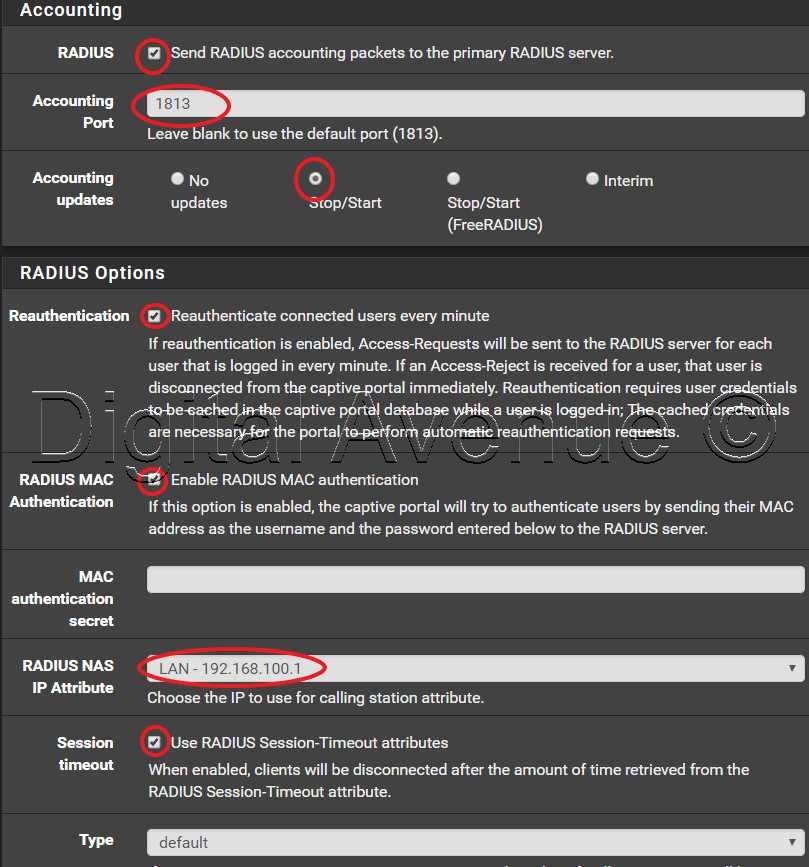 Accounting
RADIUS
Send RADIUS accounting packets to the primary RADIUS server.
Accounting
Port
1813
Leave blank to use the default port (1813).
Accounting
updates
No
updates
Stop/Start
Stop/Start
(FreeRADIUS)
Interim
RADIUS Options
Reauthentication
Reauthenticate connected users every minute
If reauthentication is enabled, Access-Requests will be sent to the RADIUS server for each
user that is logged in every minute. If an Access-Reject is received for a user, that user is
disconnected from the captive portal immediately. Reauthentication requires user credentials
to be cached in the captive portal database while a user is logged in; The cached credentials
are necessary for the portal to perform automatic reauthentication requests.
Digital Avenue ©
RADIUS MAC
Authentication
Enable RADIUS MAC authentication
If this option is enabled, the captive portal will try to authenticate users by sending their MAC
address as the username and the password entered below to the RADIUS server.
MAC
authentication
secret
RADIUS NAS
IP Attribute
LAN - 192.168.100.1
Choose the IP to use for calling station attribute.
Session
timeout
Use RADIUS Session-Timeout attributes
When enabled, clients will be disconnected after the amount of time retrieved from the
RADIUS Session-Timeout attribute.
Type
default